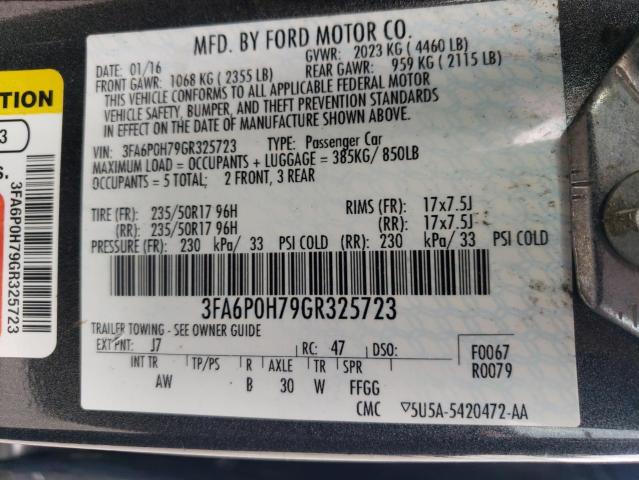 MFD. BY FORD MOTOR CO.
DATE: 01/16 GVWR: 2023 KG ( 4460 LB)
FRONT GAWR: 1068 KG ( 2355 LB) REAR GAWR: 959 KG ( 2115 LB)
THIS VEHICLE CONFORMS TO ALL APPLICABLE FEDERAL MOTOR
VEHICLE SAFETY, BUMPER, AND THEFT PREVENTION STANDARDS
IN EFFECT ON THE DATE OF MANUFACTURE SHOWN ABOVE.
VIN: 3FA6P0H79GR325723 TYPE: Passenger Car
MAXIMUM LOAD = OCCUPANTS + LUGGAGE = 385KG/ 850LB
OCCUPANTS = 5 TOTAL; 2 FRONT, 3 REAR
TIRE (FR): 235/50R17 96H RIMS (FR): 17x7.5J
(RR): 235/50R17 96H (RR): 17x7.5J
PRESSURE (FR): 230 kPa/ 33 PSI COLD (RR): 230 kPa/ 33 PSI COLD
3FA6P0H79GR325723
TRAILER TOWING - SEE OWNER GUIDE
EXT PNT: J7 RC: 47 DSO: F0067
R0079
INT TR TP/PS R AXLE TR SPR
AW B 30 W FFGG
CMC ▽5U5A-5420472-AA
TION
3
s.
3FA6P0H79GR325723